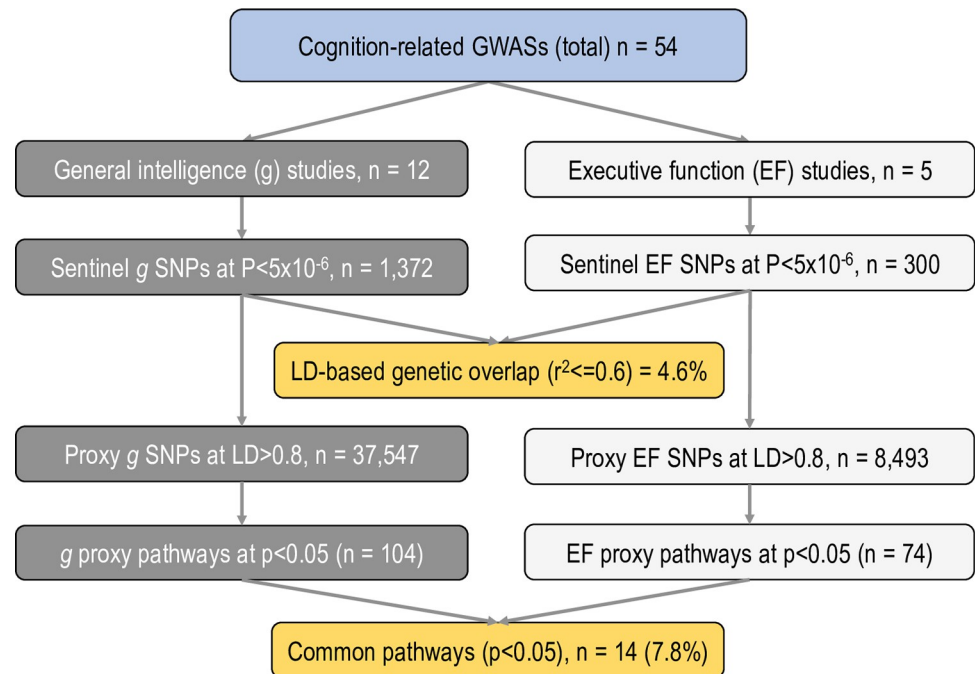 Cognition-related GWASs (total) n = 54
General intelligence (g) studies, n = 12
Executive function (EF) studies, n = 5
Sentinel g SNPs at P<5x10⁻⁶, n = 1,372
Sentinel EF SNPs at P<5x10⁻⁶, n = 300
LD-based genetic overlap (r²<=0.6) = 4.6%
Proxy g SNPs at LD>0.8, n = 37,547
Proxy EF SNPs at LD>0.8, n = 8,493
g proxy pathways at p<0.05 (n = 104)
EF proxy pathways at p<0.05 (n = 74)
Common pathways (p<0.05), n = 14 (7.8%)